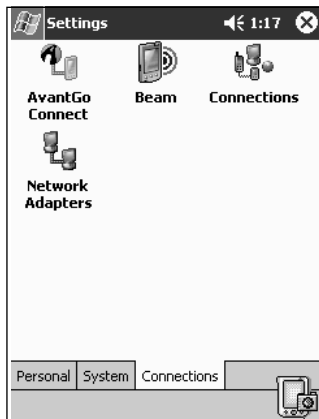 Settings 1:17
AvantGo Connect
Beam
Connections
Network Adapters
Personal System Connections